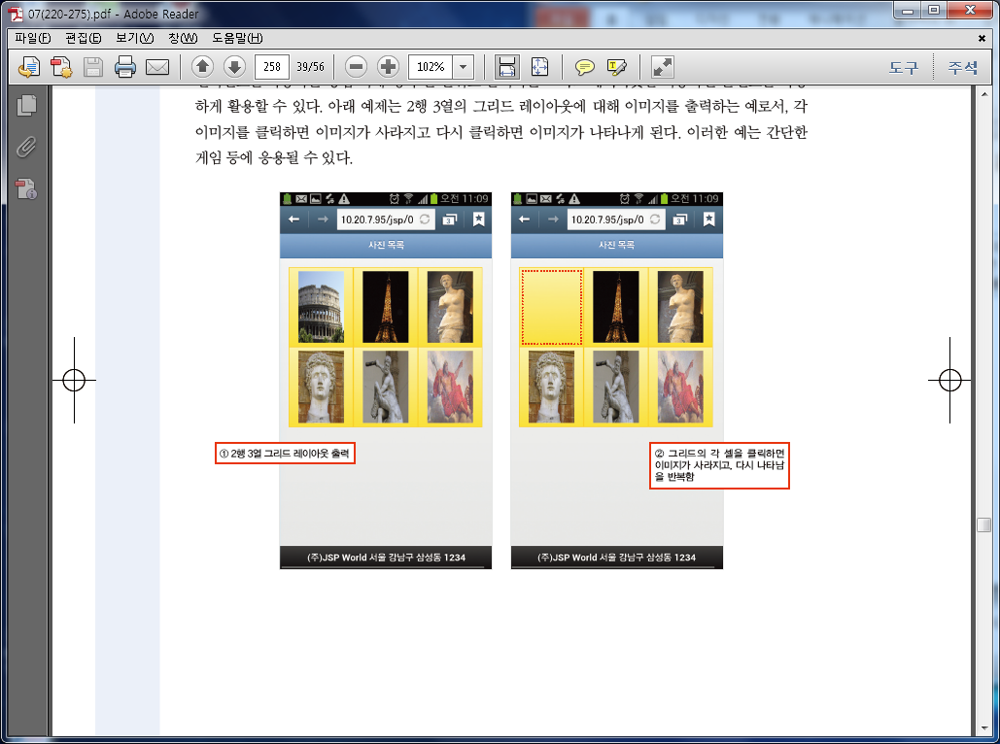 07(220-275).pdf - Adobe Reader
파일(F) 편집(E) 보기(V) 창(W) 도움말(H)
258 39/56 102% 도구 주석
하게 활용할 수 있다. 아래 예제는 2행 3열의 그리드 레이아웃에 대해 이미지를 출력하는 예로서, 각
이미지를 클릭하면 이미지가 사라지고 다시 클릭하면 이미지가 나타나게 된다. 이러한 예는 간단한
게임 등에 응용될 수 있다.
오전 11:09
10.20.7.95/jsp/0 3
사진 목록
① 2행 3열 그리드 레이아웃 출력
(주)JSP World 서울 강남구 삼성동 1234
오전 11:09
10.20.7.95/jsp/0 3
사진 목록
② 그리드의 각 셀을 클릭하면
이미지가 사라지고, 다시 나타남
을 반복함
(주)JSP World 서울 강남구 삼성동 1234